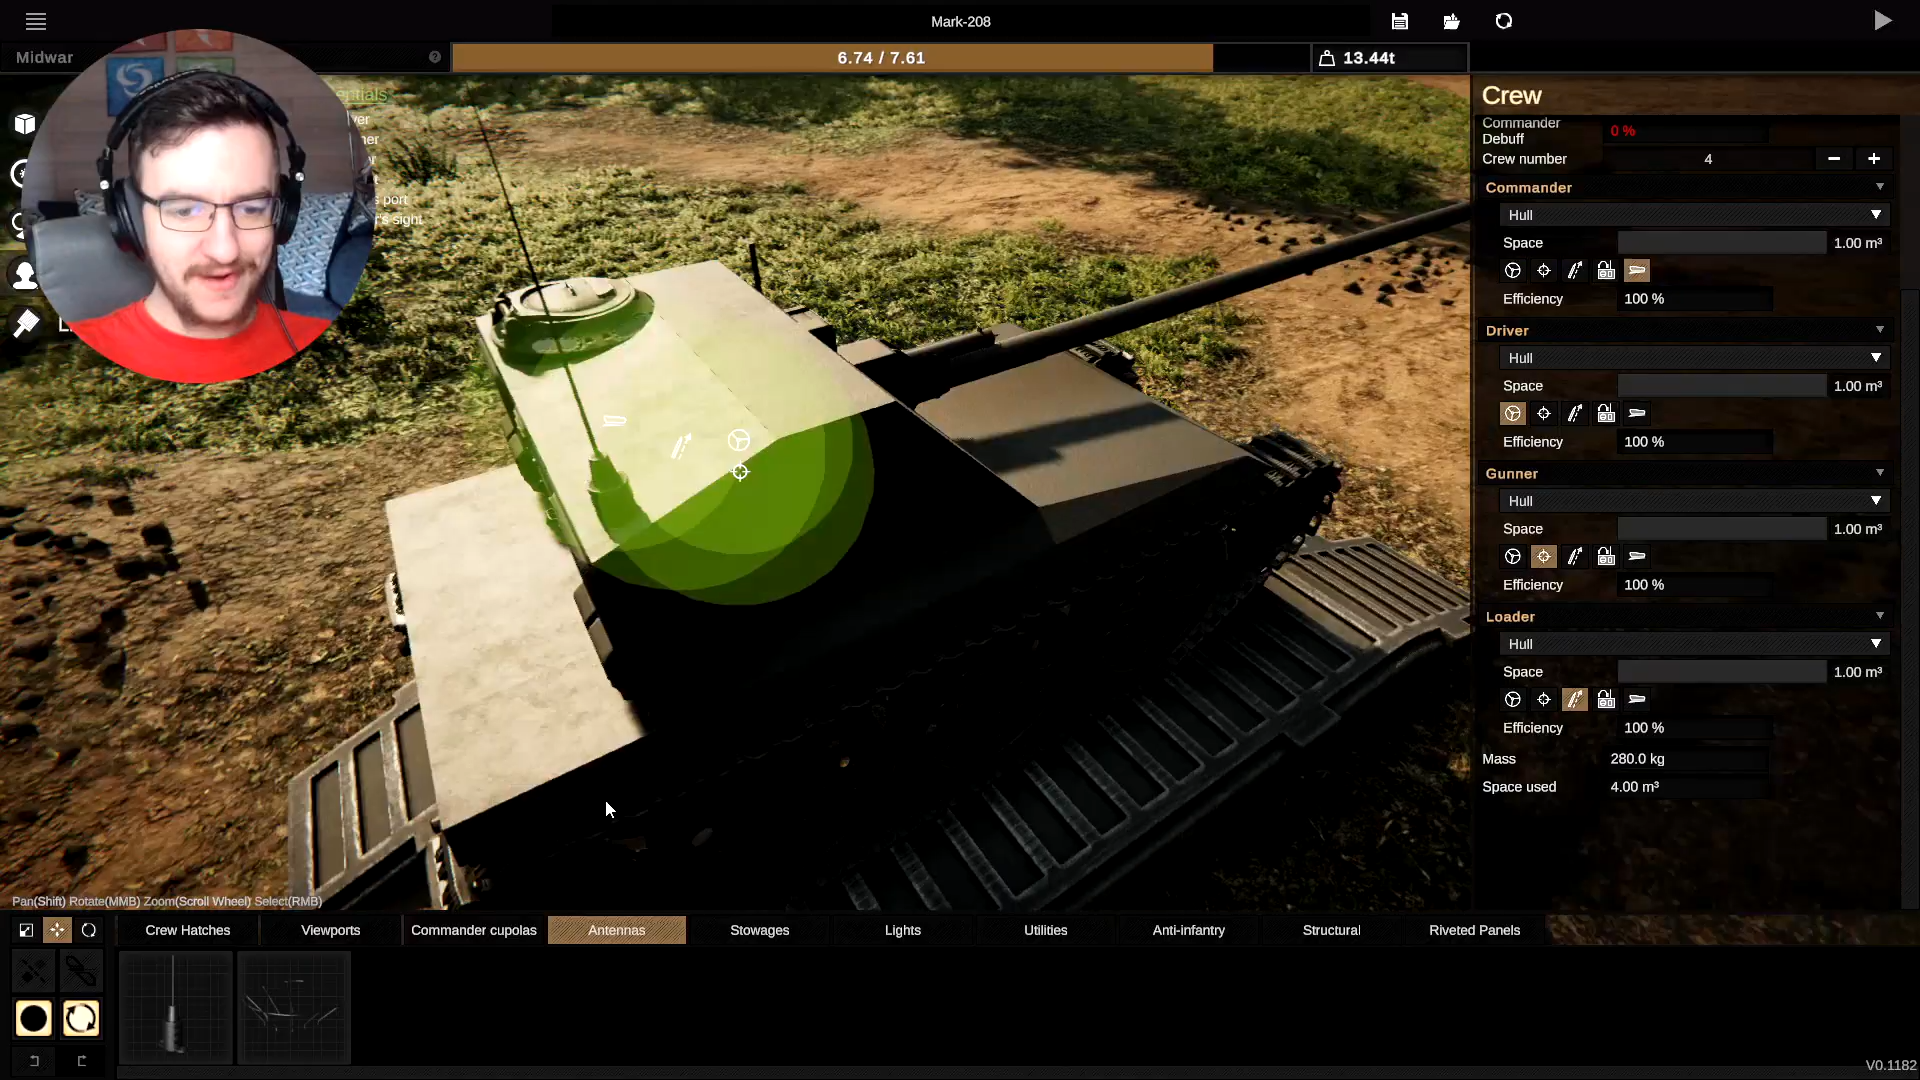 Mark-208
Midwar
?
6.74 / 7.61
13.44t
Crew
Commander
Debuff
0 %
Crew number
4
Commander
Hull
Space
1.00 m³
Efficiency
100 %
Driver
Hull
Space
1.00 m³
Efficiency
100 %
Gunner
Hull
Space
1.00 m³
Efficiency
100 %
Loader
Hull
Space
1.00 m³
Efficiency
100 %
Mass
280.0 kg
Space used
4.00 m³
port
sight
Pan(Shift) Rotate(MMB) Zoom(Scroll Wheel) Select(RMB)
Crew Hatches
Viewports
Commander cupolas
Antennas
Stowages
Lights
Utilities
Anti-infantry
Structural
Riveted Panels
V0.1182